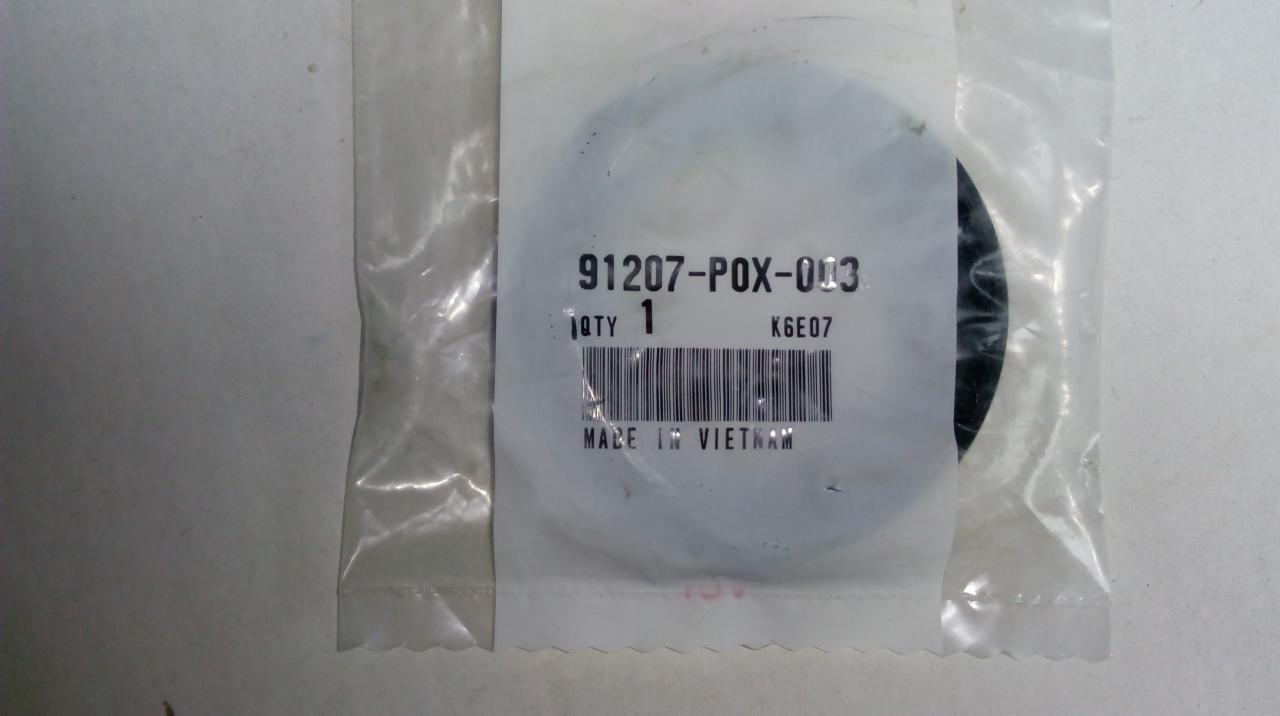 91207-P0X-003
QTY 1 K6E07
MADE IN VIETNAM